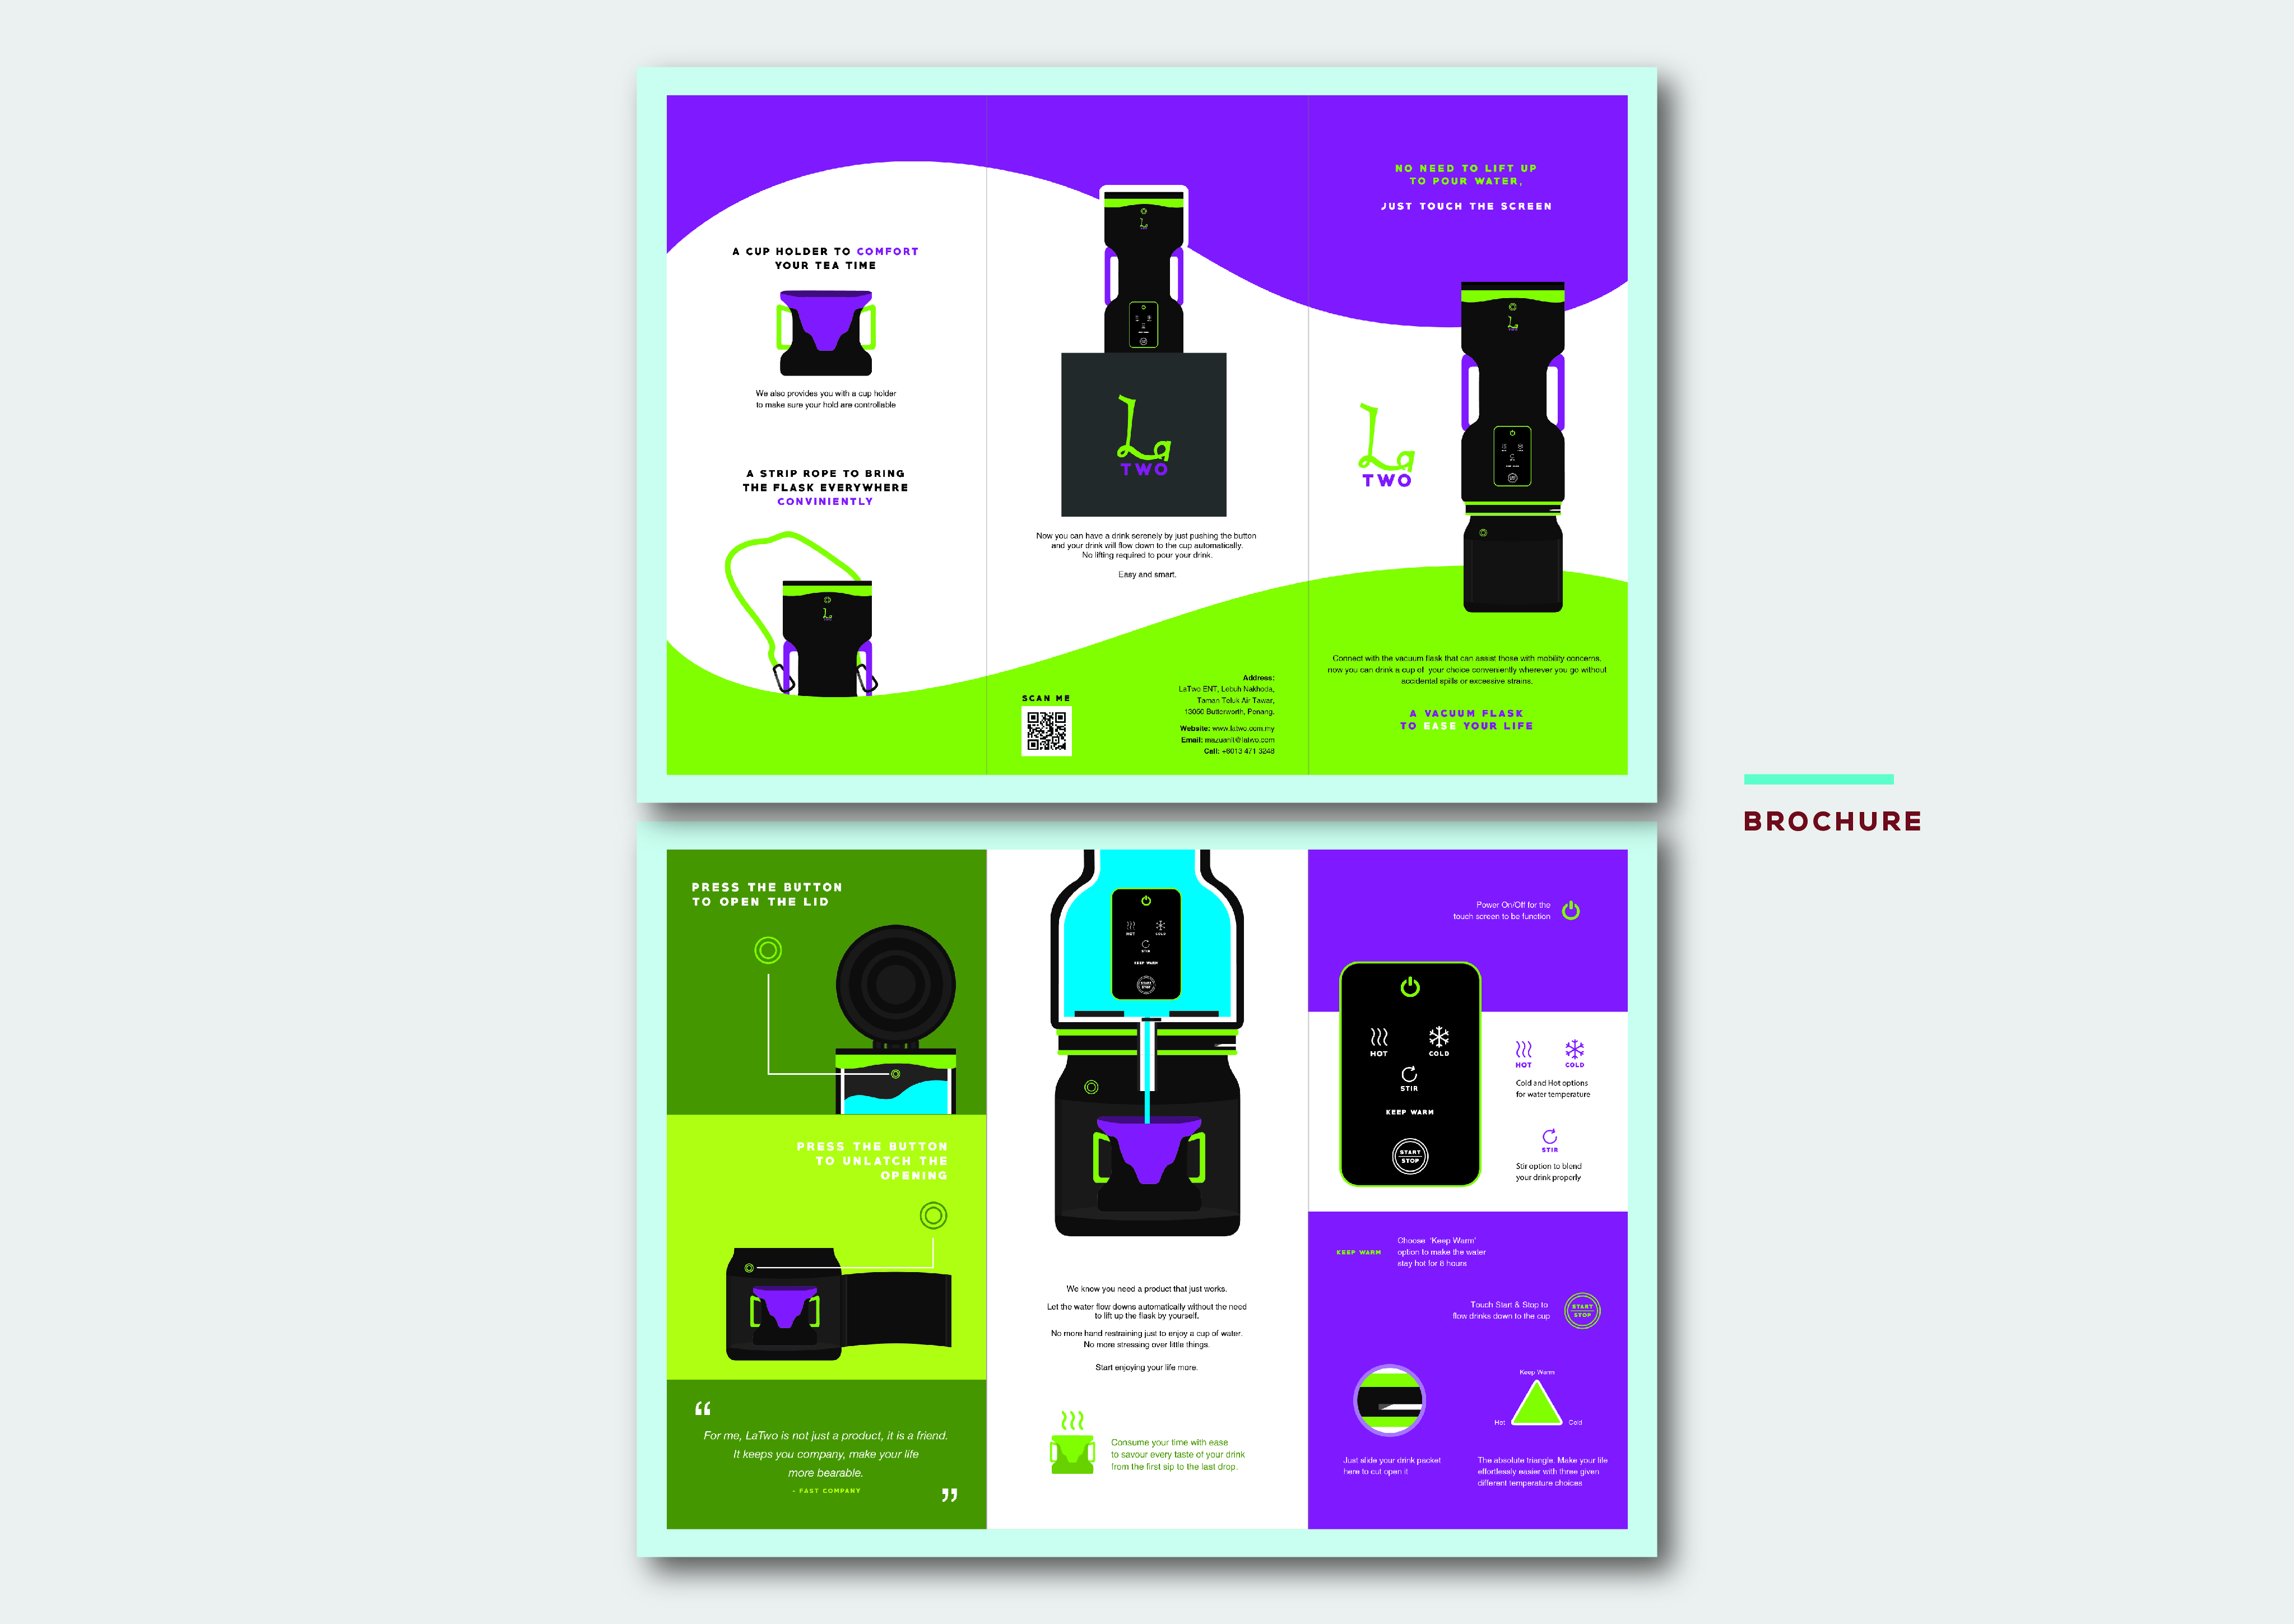 A CUP HOLDER TO COMFORT
YOUR TEA TIME
We also provides you with a cup holder
to make sure your hold are controllable
A STRIP ROPE TO BRING
THE FLASK EVERYWHERE
CONVINIENTLY
La
La
La
TWO
Now you can have a drink serenely by just pushing the button
and your drink will flow down to the cup automatically.
No lifting required to pour your drink.
Easy and smart.
SCAN ME
Address:
LaTwo ENT, Lebuh Nakhoda,
Taman Teluk Air Tawar,
13050 Butterworth, Penang.
Website: www.latwo.com.my
Email: mazuanlt@latwo.com
Call: +6013 471 3248
NO NEED TO LIFT UP
TO POUR WATER,
JUST TOUCH THE SCREEN
La
La
TWO
Connect with the vacuum flask that can assist those with mobility concerns,
now you can drink a cup of your choice conveniently wherever you go without
accidental spills or excessive strains.
A VACUUM FLASK
TO EASE YOUR LIFE
BROCHURE
PRESS THE BUTTON
TO OPEN THE LID
PRESS THE BUTTON
TO UNLATCH THE
OPENING
“
For me, LaTwo is not just a product, it is a friend.
It keeps you company, make your life
more bearable.
- FAST COMPANY
”
HOT COLD
STIR
KEEP WARM
START
STOP
We know you need a product that just works.
Let the water flow downs automatically without the need
to lift up the flask by yourself.
No more hand restraining just to enjoy a cup of water.
No more stressing over little things.
Start enjoying your life more.
Consume your time with ease
to savour every taste of your drink
from the first sip to the last drop.
Power On/Off for the
touch screen to be function
HOT COLD
STIR
KEEP WARM
START
STOP
HOT COLD
Cold and Hot options
for water temperature
STIR
Stir option to blend
your drink properly
KEEP WARM
Choose 'Keep Warm'
option to make the water
stay hot for 8 hours
Touch Start & Stop to
flow drinks down to the cup
START
STOP
Keep Warm
Hot Cold
Just slide your drink packet
here to cut open it
The absolute triangle. Make your life
effortlessly easier with three given
different temperature choices